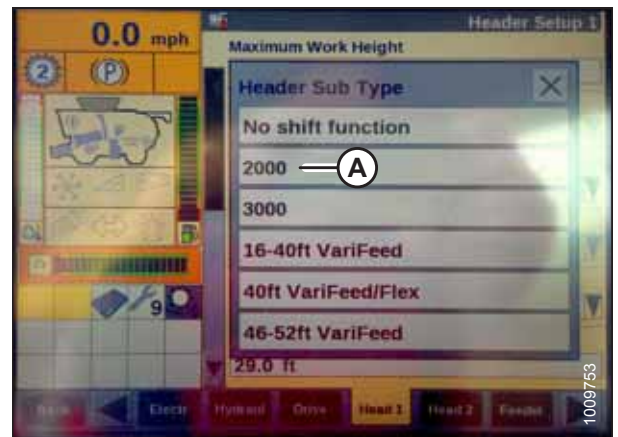 0.0 mph
Header Setup 1
2
(P)
Maximum Work Height
Header Sub Type
No shift function
2000
A
3000
16-40ft VariFeed
40ft VariFeed/Flex
46-52ft VariFeed
9
29.0 ft
Back
Electr
Hydraul
Drive
Head 1
Head 2
Feeder
1009753